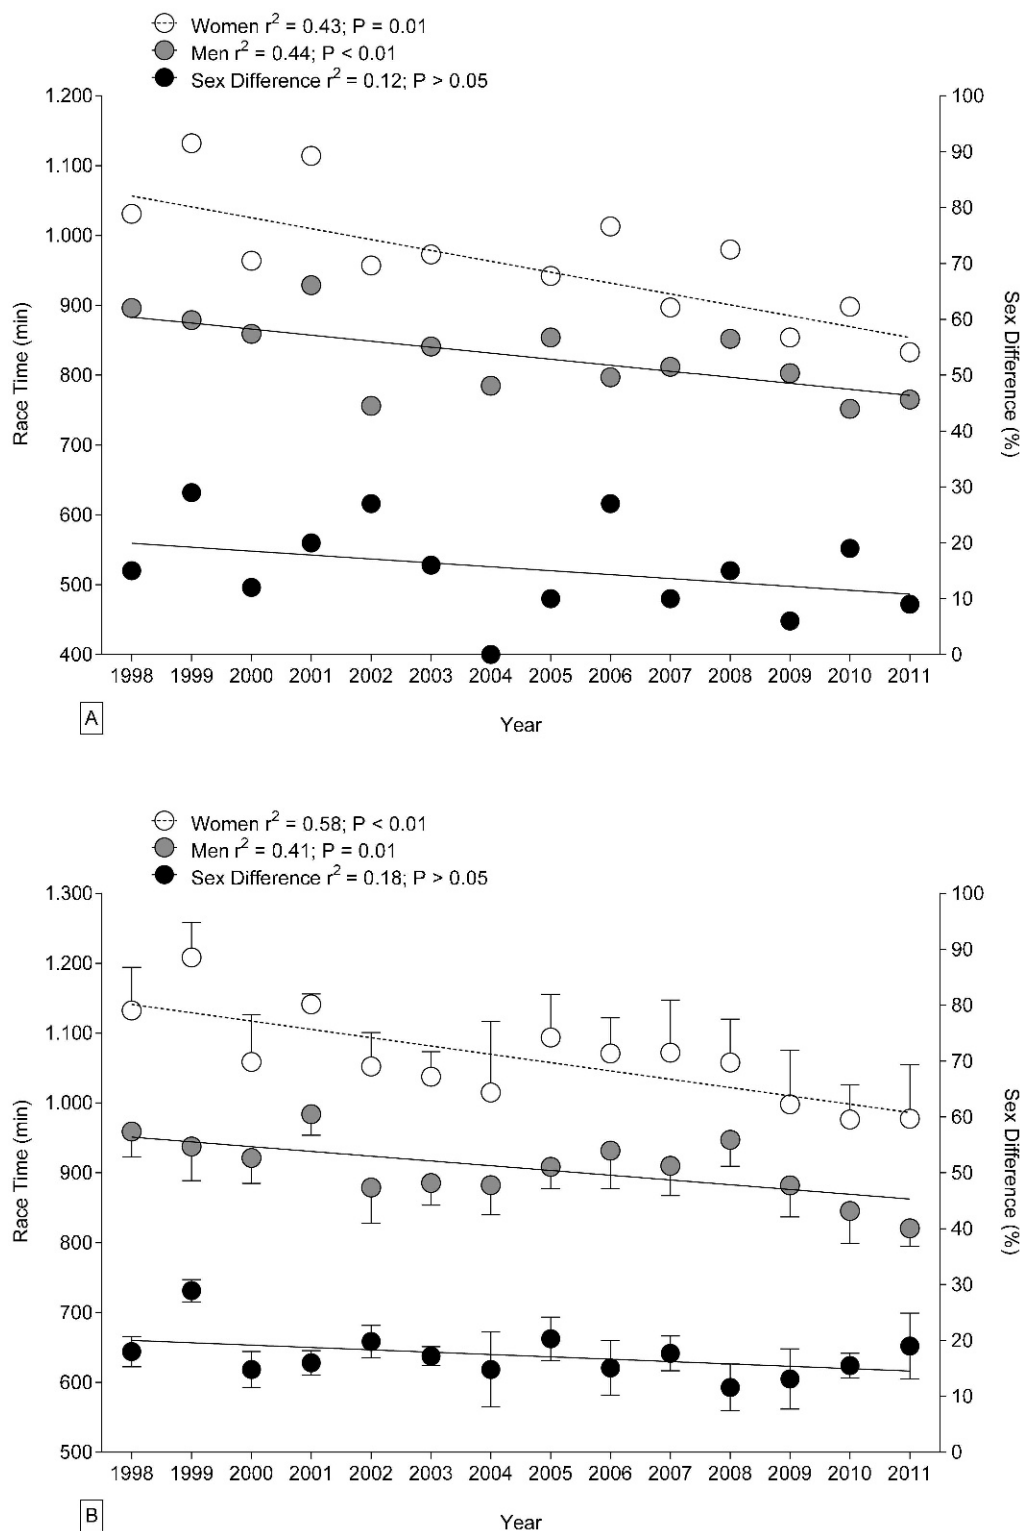 Women r² = 0.43; P = 0.01
Men r² = 0.44; P < 0.01
Sex Difference r² = 0.12; P > 0.05
1.200
1.100
1.000
900
800
700
600
500
400
Race Time (min)
100
90
80
70
60
50
40
30
20
10
0
Sex Difference (%)
1998 1999 2000 2001 2002 2003 2004 2005 2006 2007 2008 2009 2010 2011
A
Year
Women r² = 0.58; P < 0.01
Men r² = 0.41; P = 0.01
Sex Difference r² = 0.18; P > 0.05
1.300
1.200
1.100
1.000
900
800
700
600
500
Race Time (min)
100
90
80
70
60
50
40
30
20
10
0
Sex Difference (%)
1998 1999 2000 2001 2002 2003 2004 2005 2006 2007 2008 2009 2010 2011
B
Year